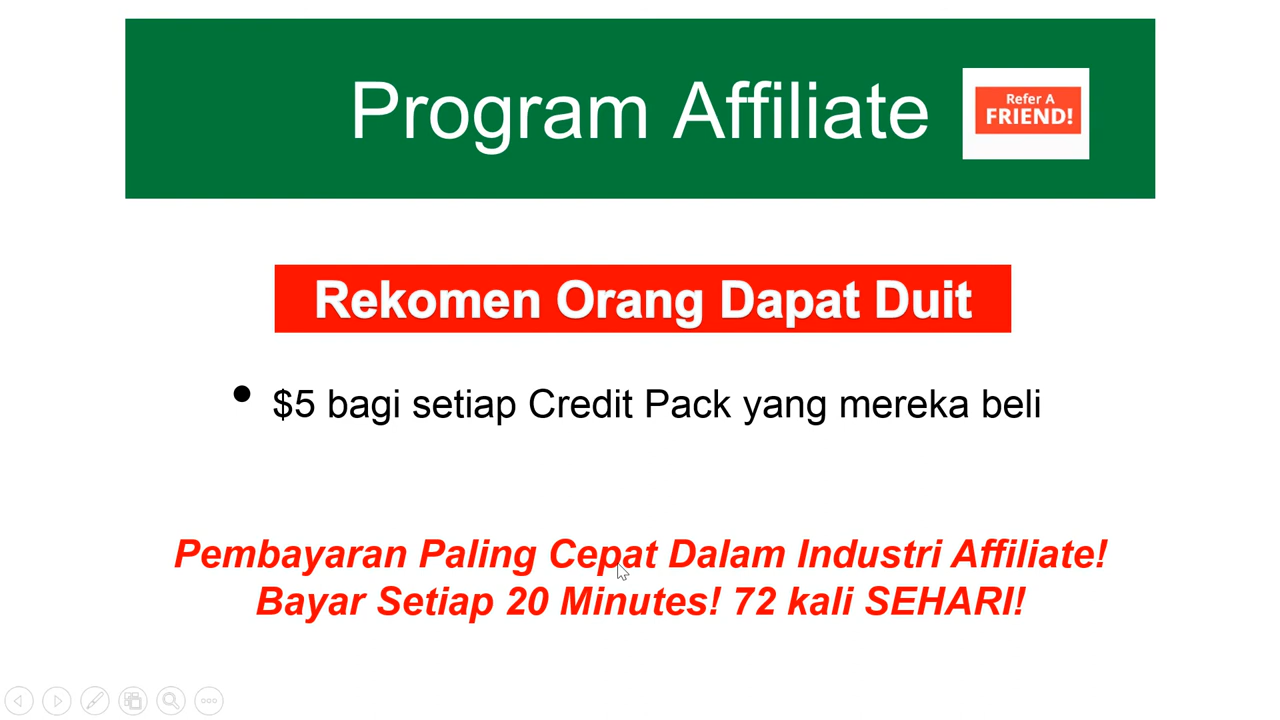 Program Affiliate
Refer A
FRIEND!
Rekomen Orang Dapat Duit
• $5 bagi setiap Credit Pack yang mereka beli
Pembayaran Paling Cepat Dalam Industri Affiliate!
Bayar Setiap 20 Minutes! 72 kali SEHARI!